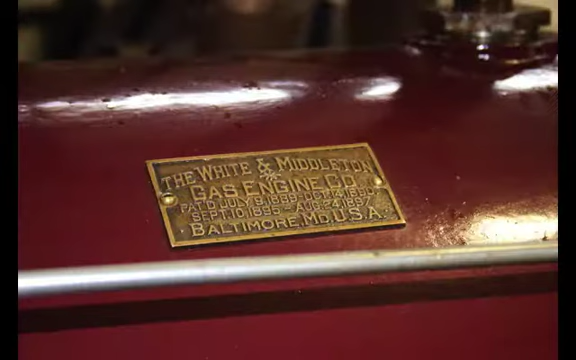 THE WHITE & MIDDLETON
GAS ENGINE CO.
PAT'D JULY 9, 1889
SEPT. 10, 1895 – AUG. 24, 1897
BALTIMORE MD. U.S.A.